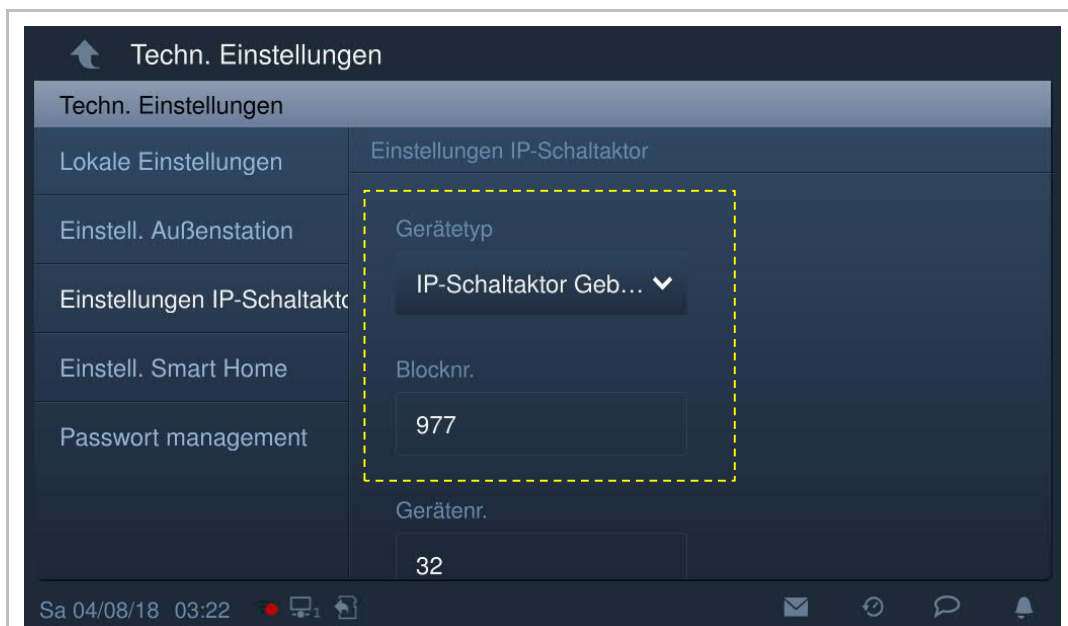 Techn. Einstellungen
Techn. Einstellungen
Lokale Einstellungen
Einstell. Außenstation
Einstellungen IP-Schaltakto
Einstell. Smart Home
Passwort management
Einstellungen IP-Schaltaktor
Gerätetyp
IP-Schaltaktor Geb…
Blocknr.
977
Gerätenr.
32
Sa 04/08/18 03:22 1